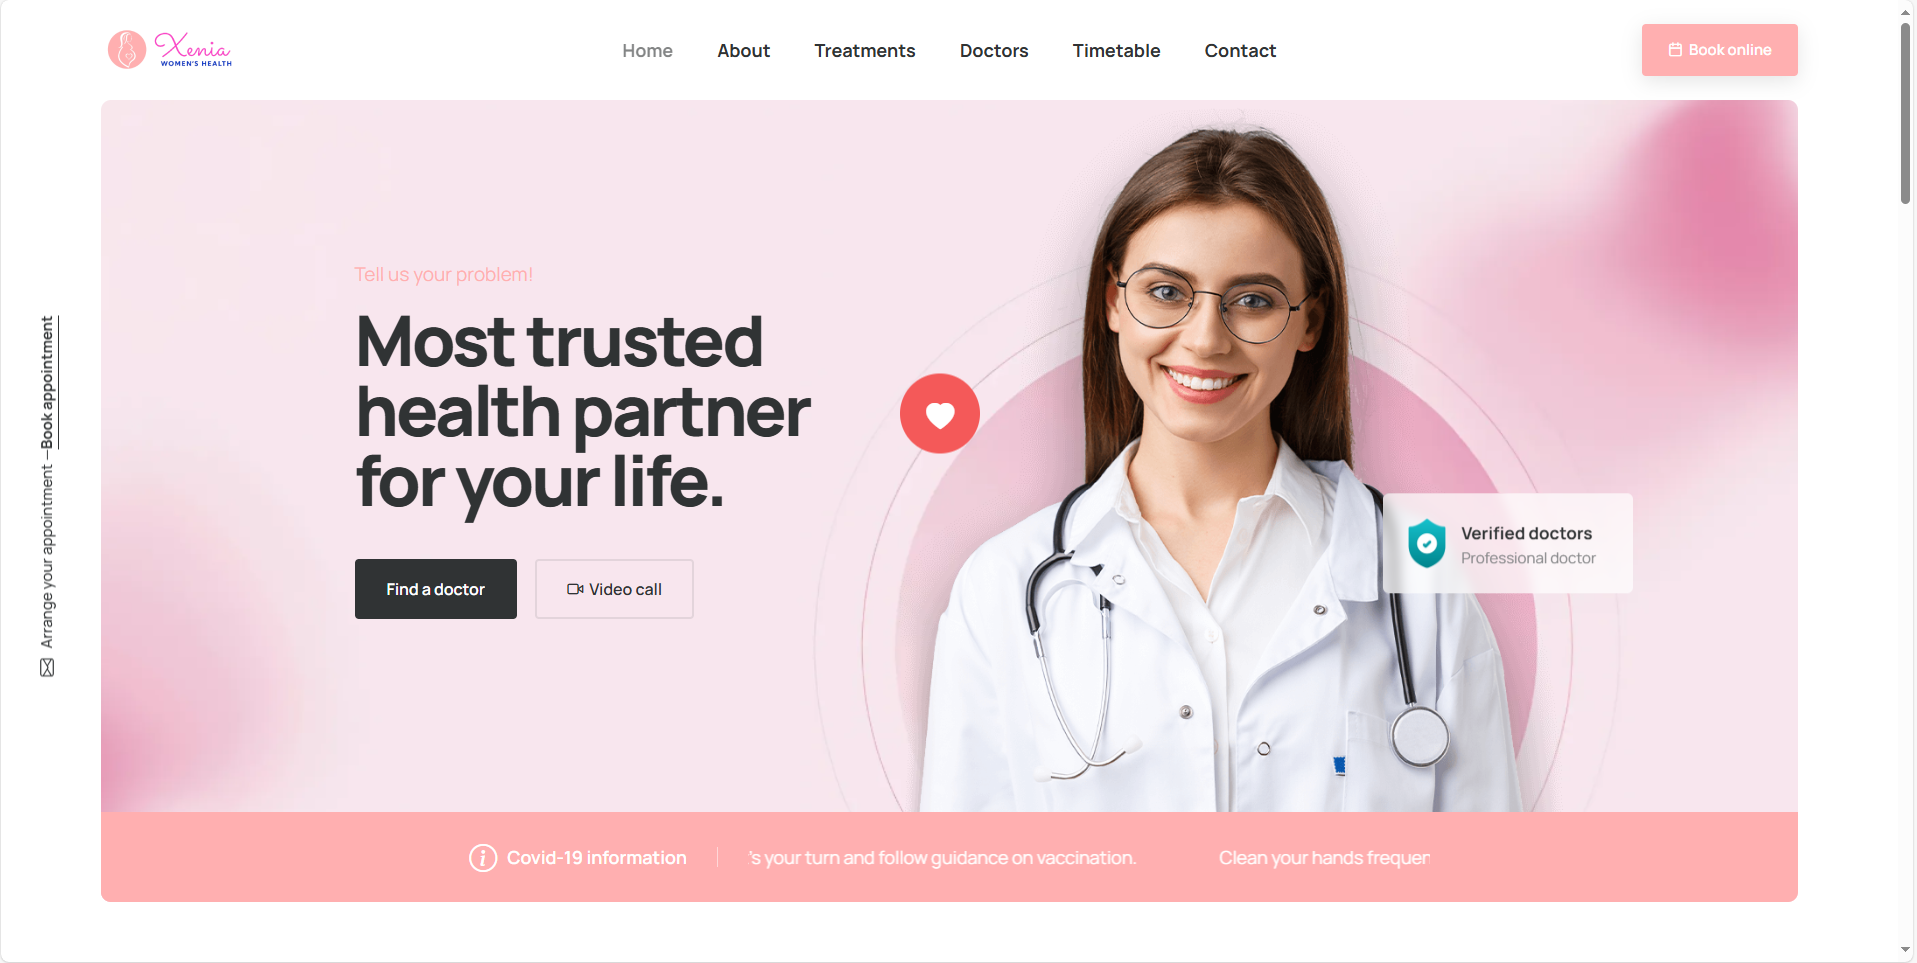 Xenia
WOMEN'S HEALTH
Home
About
Treatments
Doctors
Timetable
Contact
Book online
Arrange your appointment —Book appointment
Tell us your problem!
Most trusted
health partner
for your life.
Find a doctor
Video call
Verified doctors
Professional doctor
i Covid-19 information
's your turn and follow guidance on vaccination.
Clean your hands frequen